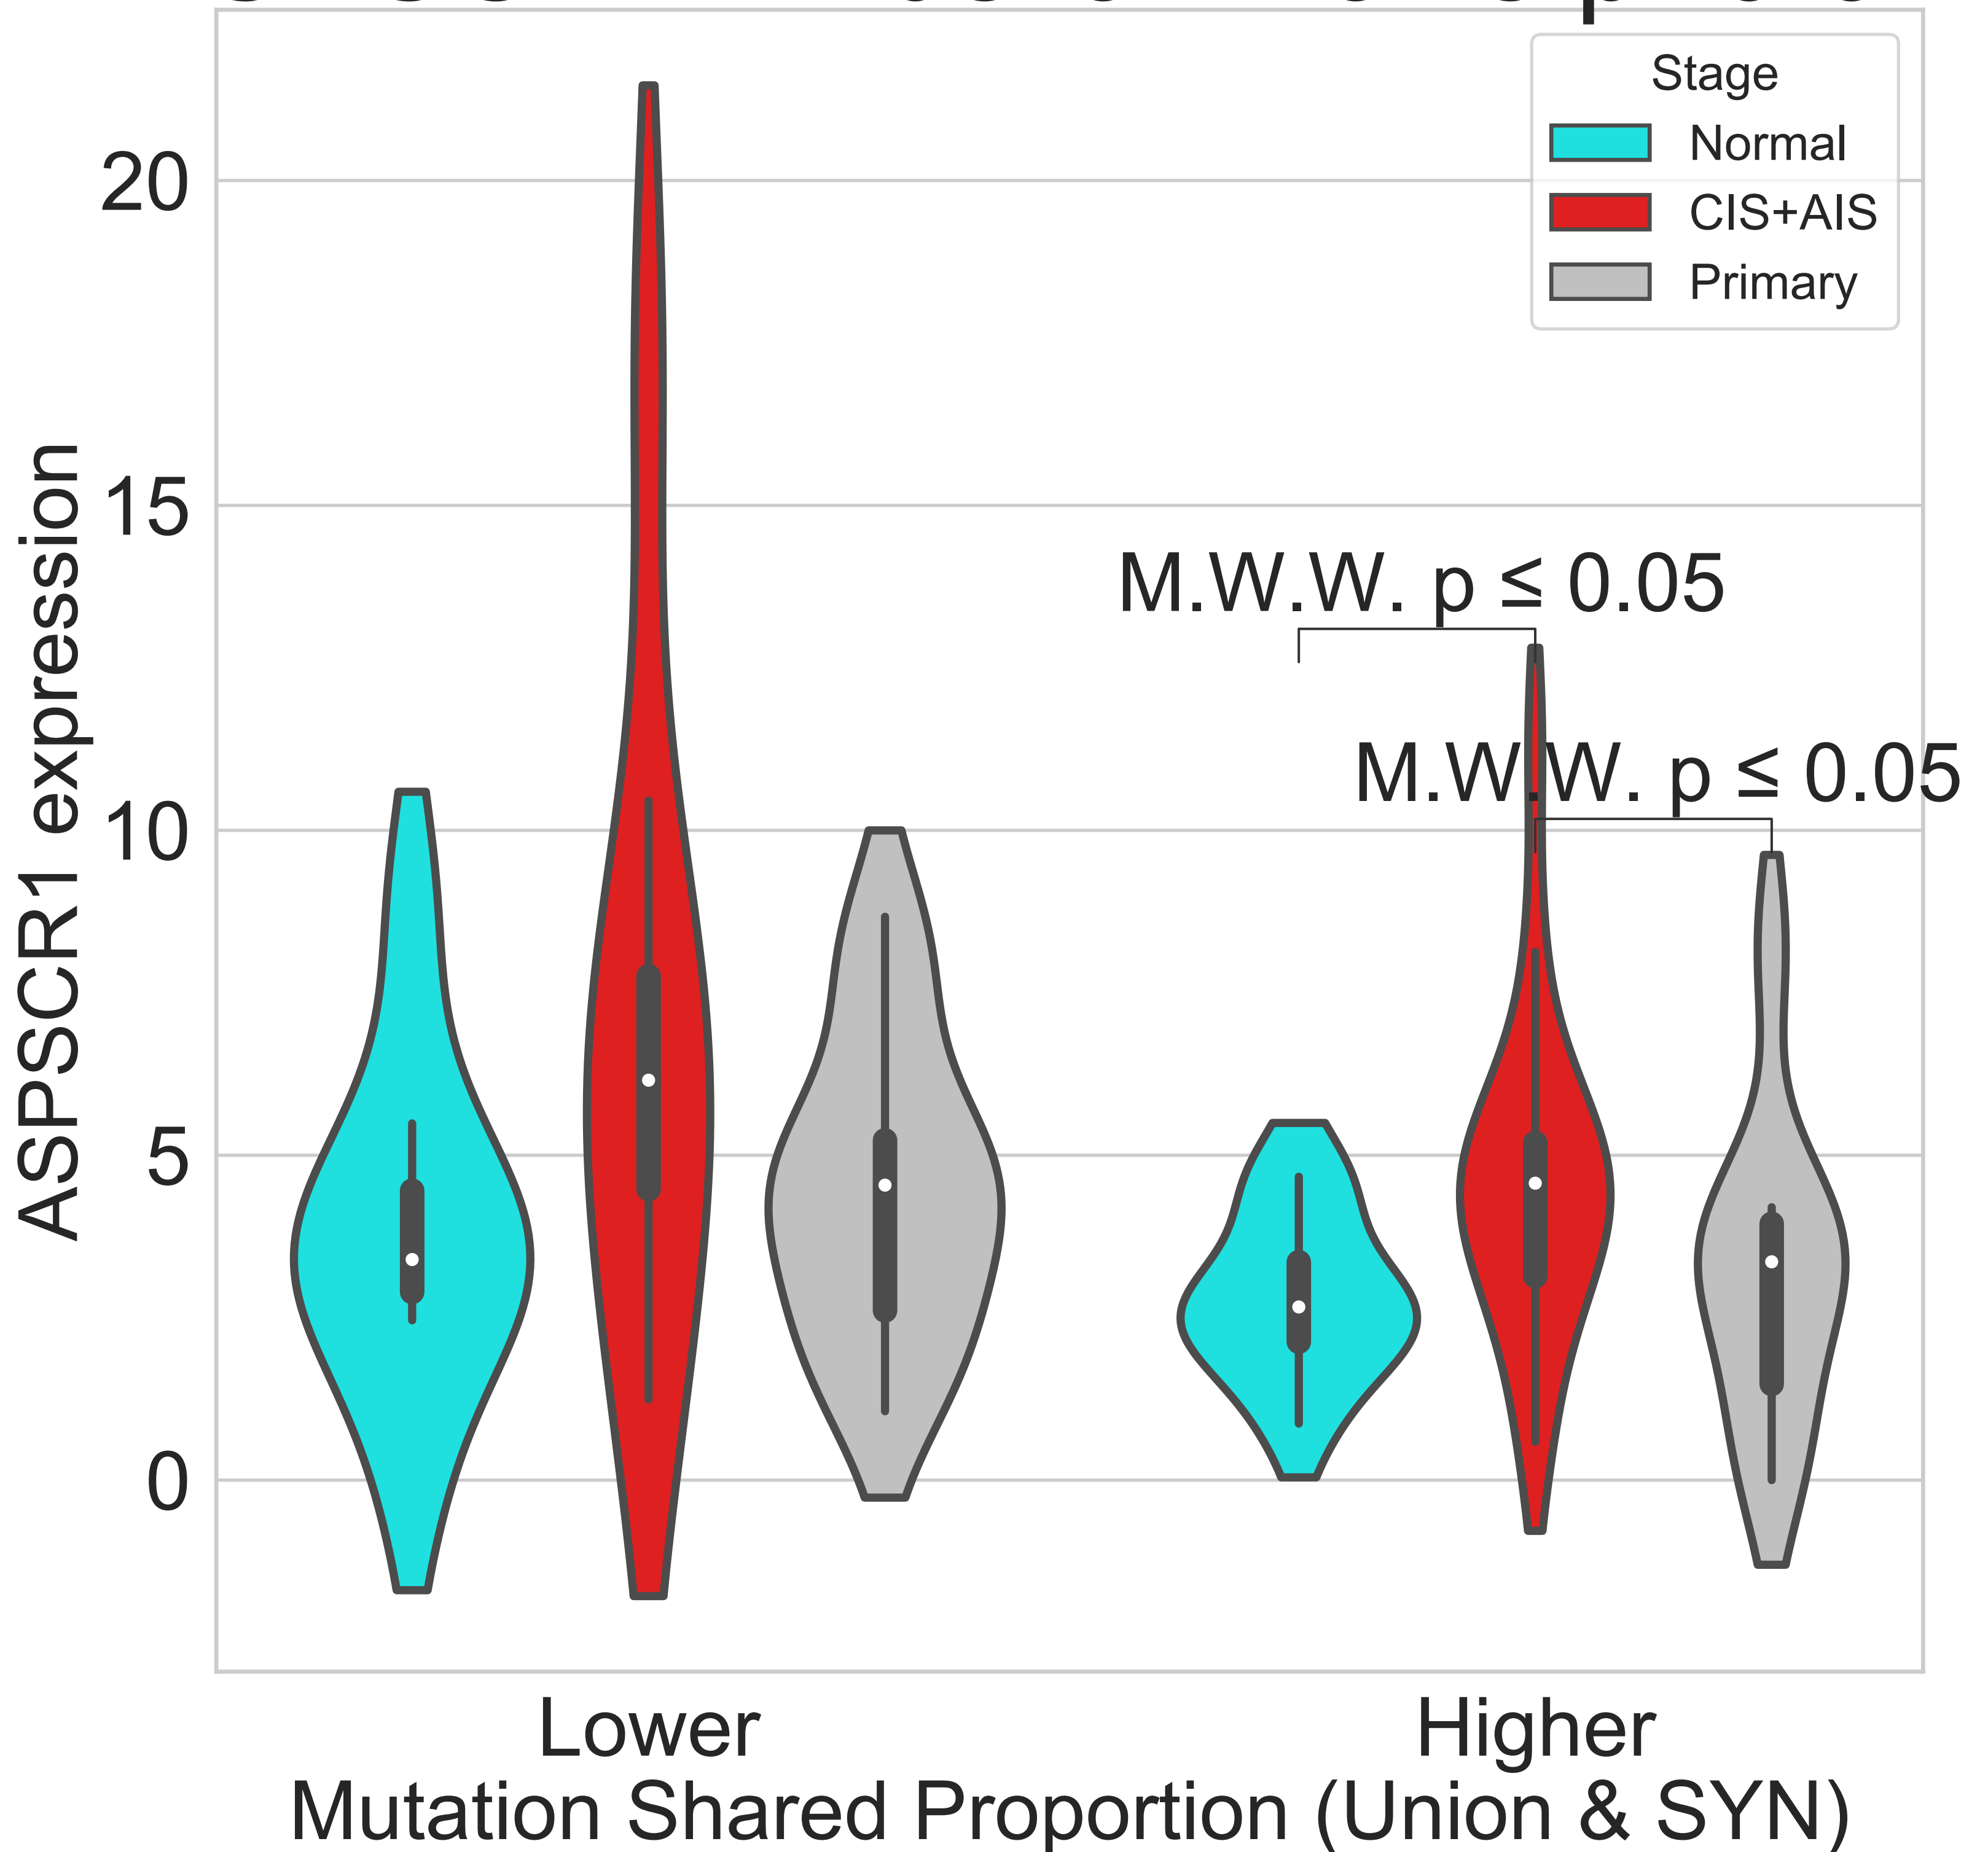 Stage
Normal
CIS+AIS
Primary
20
15
10
5
0
ASPSCR1 expression
M.W.W. p ≤ 0.05
M.W.W. p ≤ 0.05
Lower
Higher
Mutation Shared Proportion (Union & SYN)